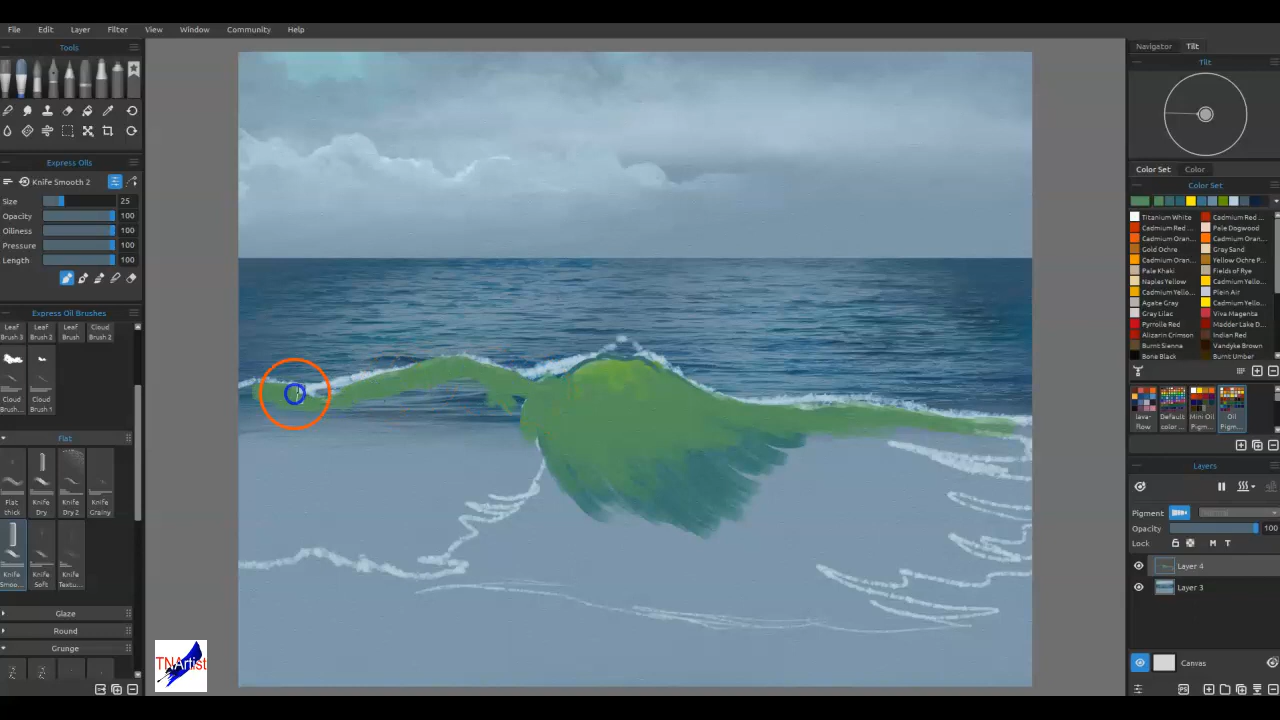 File Edit Layer Filter View Window Community Help
Tools
Express Oils
Knife Smooth 2
Size 25
Opacity 100
Oiliness 100
Pressure 100
Length 100
Express Oil Brushes
Leaf Brush 3 Leaf Brush 2 Leaf Brush Cloud Brush 2
Cloud Brush... Cloud Brush 1
Flat
Flat thick Knife Dry Knife Dry 2 Knife Grainy
Knife Smoo... Knife Soft Knife Textu...
Glaze
Round
Grunge
TNArtist
Navigator Tilt
Tilt
Color Set Color
Color Set
Titanium White Cadmium Red ...
Cadmium Red ... Pale Dogwood
Cadmium Oran... Cadmium Oran...
Gold Ochre Gray Sand
Cadmium Oran... Yellow Ochre P...
Pale Khaki Fields of Rye
Naples Yellow Cadmium Yello...
Cadmium Yello... Plein Air
Agate Gray Cadmium Yello...
Gray Lilac Viva Magenta
Pyrrolle Red Madder Lake D...
Alizarin Crimson Indian Red
Burnt Sienna Vandyke Brown
Bone Black Burnt Umber
lava-flow Default color ... Mini Oil Pigm... Oil Pigm...
Layers
Pigment Normal
Opacity 100
Lock M T
Layer 4
Layer 3
Canvas
PS